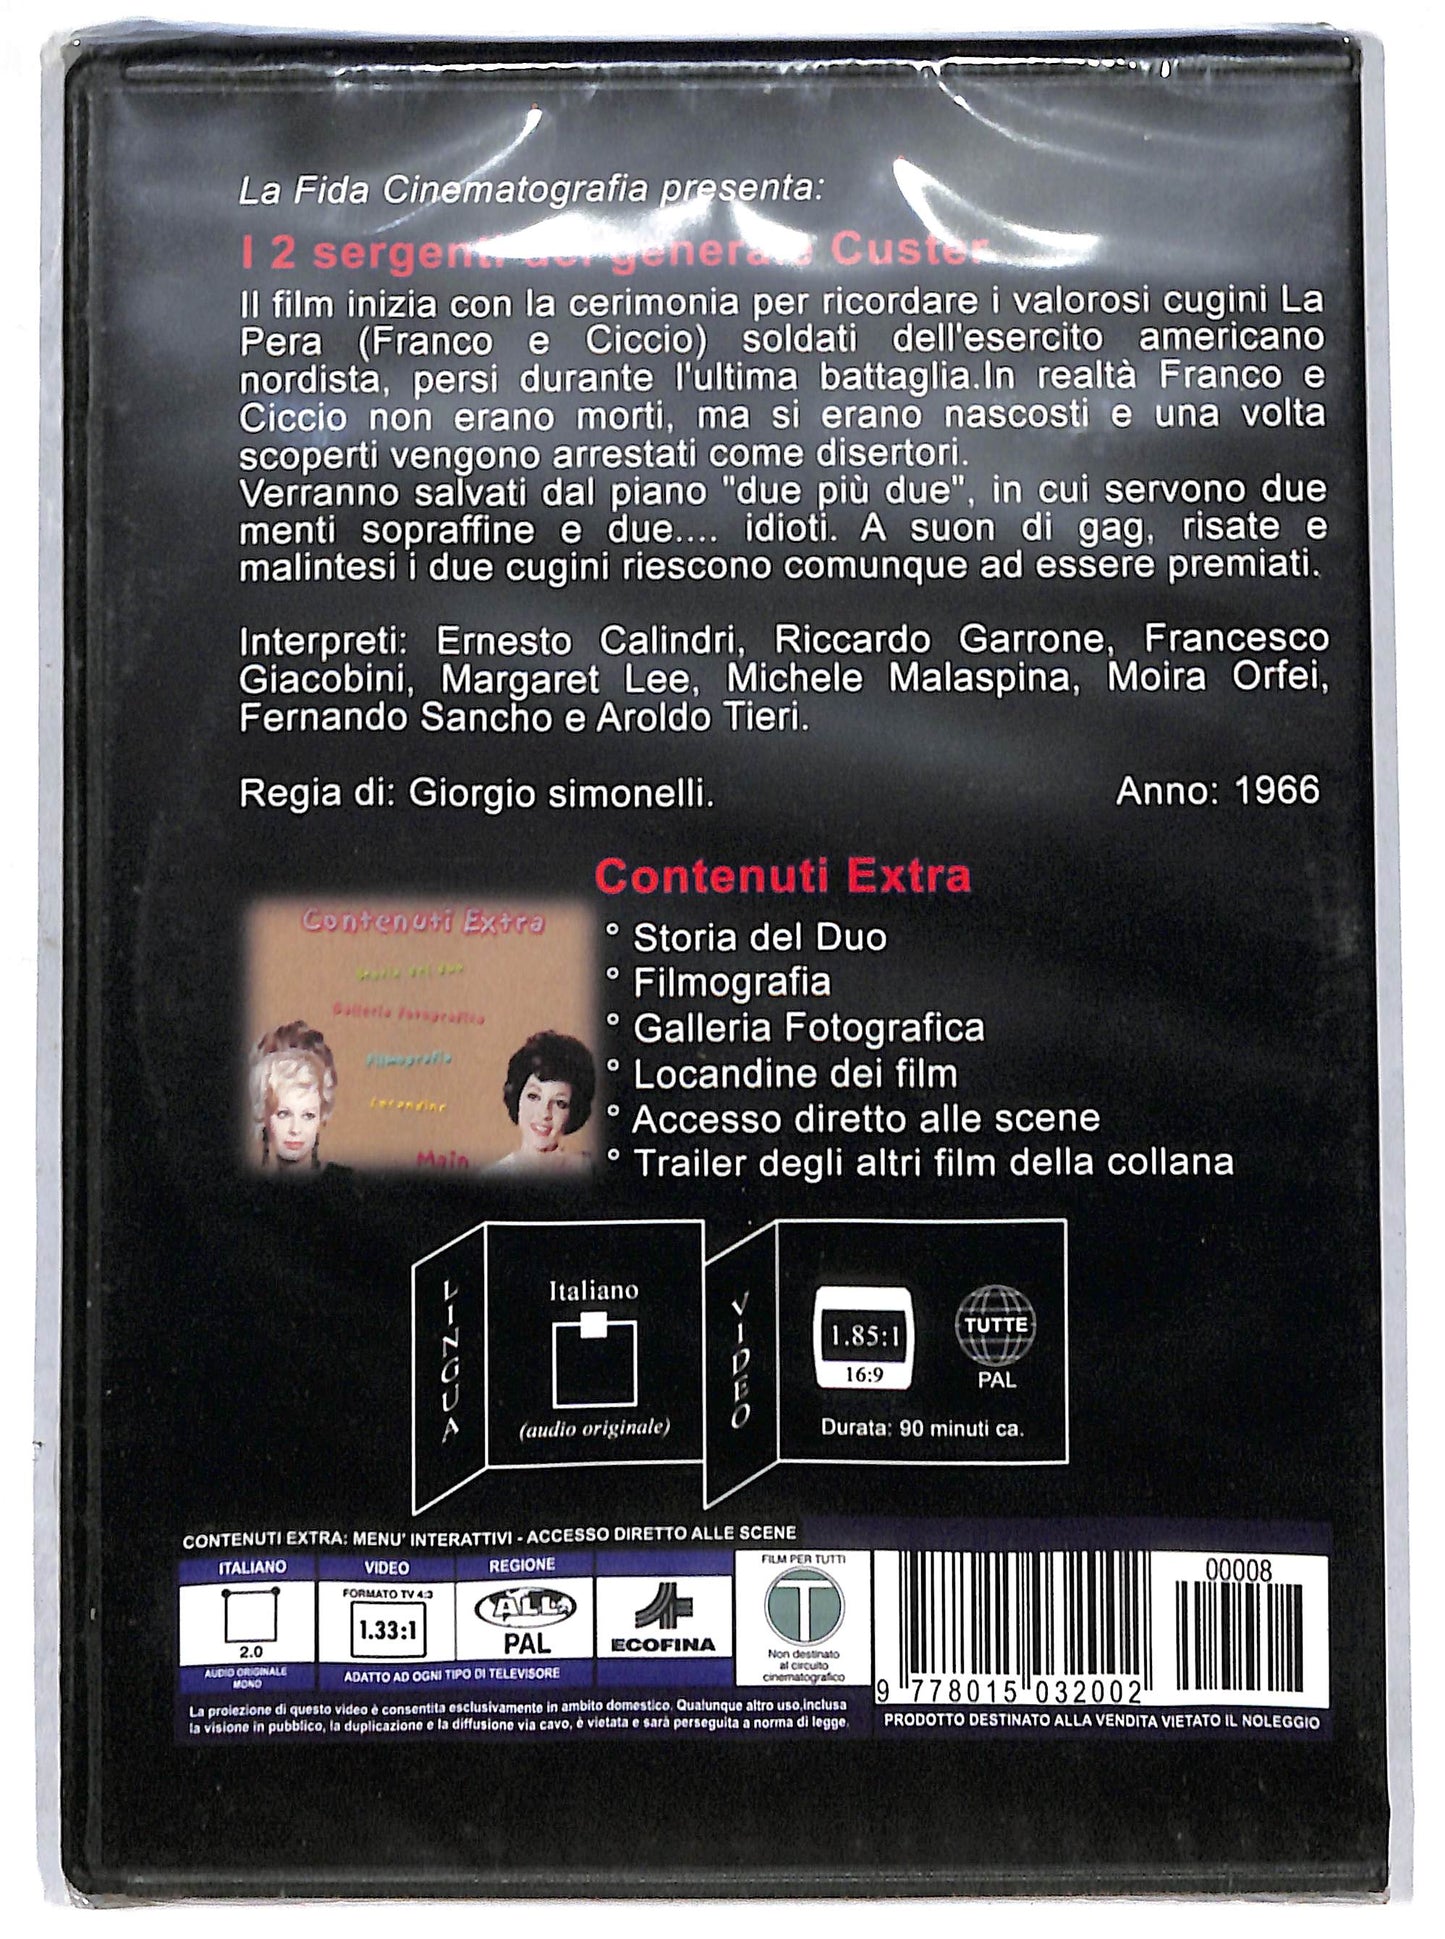 La Fida Cinematografia presenta:
I 2 sergenti del generale Custer
Il film inizia con la cerimonia per ricordare i valorosi cugini La
Pera (Franco e Ciccio) soldati dell'esercito americano
nordista, persi durante l'ultima battaglia.In realtà Franco e
Ciccio non erano morti, ma si erano nascosti e una volta
scoperti vengono arrestati come disertori.
Verranno salvati dal piano "due più due", in cui servono due
menti sopraffine e due.... idioti. A suon di gag, risate e
malintesi i due cugini riescono comunque ad essere premiati.
Interpreti: Ernesto Calindri, Riccardo Garrone, Francesco
Giacobini, Margaret Lee, Michele Malaspina, Moira Orfei,
Fernando Sancho e Aroldo Tieri.
Regia di: Giorgio simonelli. Anno: 1966
Contenuti Extra
° Storia del Duo
° Filmografia
° Galleria Fotografica
° Locandine dei film
° Accesso diretto alle scene
° Trailer degli altri film della collana
Contenuti Extra
Storia del duo
Galleria Fotografica
Filmografia
Locandine
Main
LINGUA
Italiano
(audio originale)
VIDEO
1.85:1
16:9
TUTTE
PAL
Durata: 90 minuti ca.
CONTENUTI EXTRA: MENU' INTERATTIVI - ACCESSO DIRETTO ALLE SCENE
ITALIANO
2.0
AUDIO ORIGINALE
MONO
VIDEO
FORMATO TV 4:3
1.33:1
REGIONE
ALL
PAL
ADATTO AD OGNI TIPO DI TELEVISORE
ECOFINA
FILM PER TUTTI
T
Non destinato
al circuito
cinematografico
00008
9 778015 032002
La proiezione di questo video è consentita esclusivamente in ambito domestico. Qualunque altro uso,inclusa
la visione in pubblico, la duplicazione e la diffusione via cavo, è vietata e sarà perseguita a norma di legge.
PRODOTTO DESTINATO ALLA VENDITA VIETATO IL NOLEGGIO